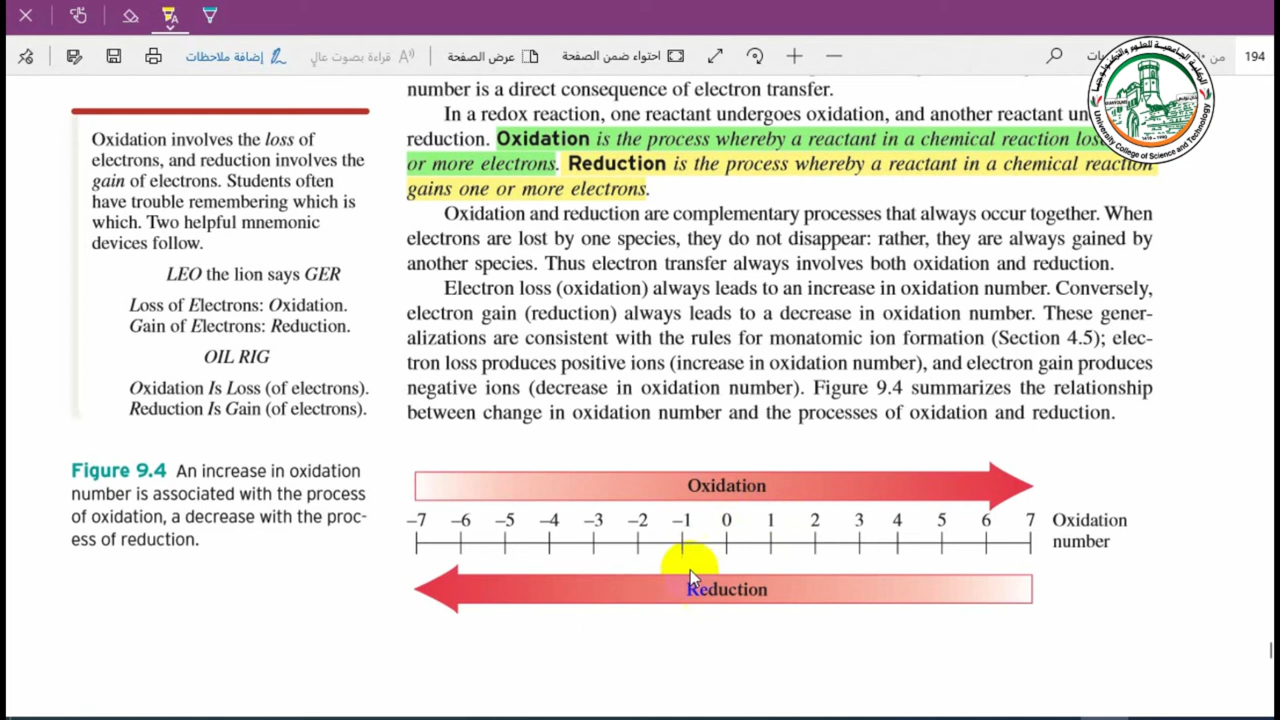 إضافة ملاحظات
قراءة بصوت عالٍ
عرض الصفحة
احتواء ضمن الصفحة
من
194
University College of Science and Technology
number is a direct consequence of electron transfer.
In a redox reaction, one reactant undergoes oxidation, and another reactant
reduction. Oxidation is the process whereby a reactant in a chemical reaction
or more electrons. Reduction is the process whereby a reactant in a chemical reaction
gains one or more electrons.
Oxidation and reduction are complementary processes that always occur together. When
electrons are lost by one species, they do not disappear: rather, they are always gained by
another species. Thus electron transfer always involves both oxidation and reduction.
Electron loss (oxidation) always leads to an increase in oxidation number. Conversely,
electron gain (reduction) always leads to a decrease in oxidation number. These gener-
alizations are consistent with the rules for monatomic ion formation (Section 4.5); elec-
tron loss produces positive ions (increase in oxidation number), and electron gain produces
negative ions (decrease in oxidation number). Figure 9.4 summarizes the relationship
between change in oxidation number and the processes of oxidation and reduction.
Oxidation involves the loss of
electrons, and reduction involves the
gain of electrons. Students often
have trouble remembering which is
which. Two helpful mnemonic
devices follow.
LEO the lion says GER
Loss of Electrons: Oxidation.
Gain of Electrons: Reduction.
OIL RIG
Oxidation Is Loss (of electrons).
Reduction Is Gain (of electrons).
Figure 9.4 An increase in oxidation
number is associated with the process
of oxidation, a decrease with the proc-
ess of reduction.
Oxidation
–7 –6 –5 –4 –3 –2 –1 0 1 2 3 4 5 6 7 Oxidation
number
Reduction